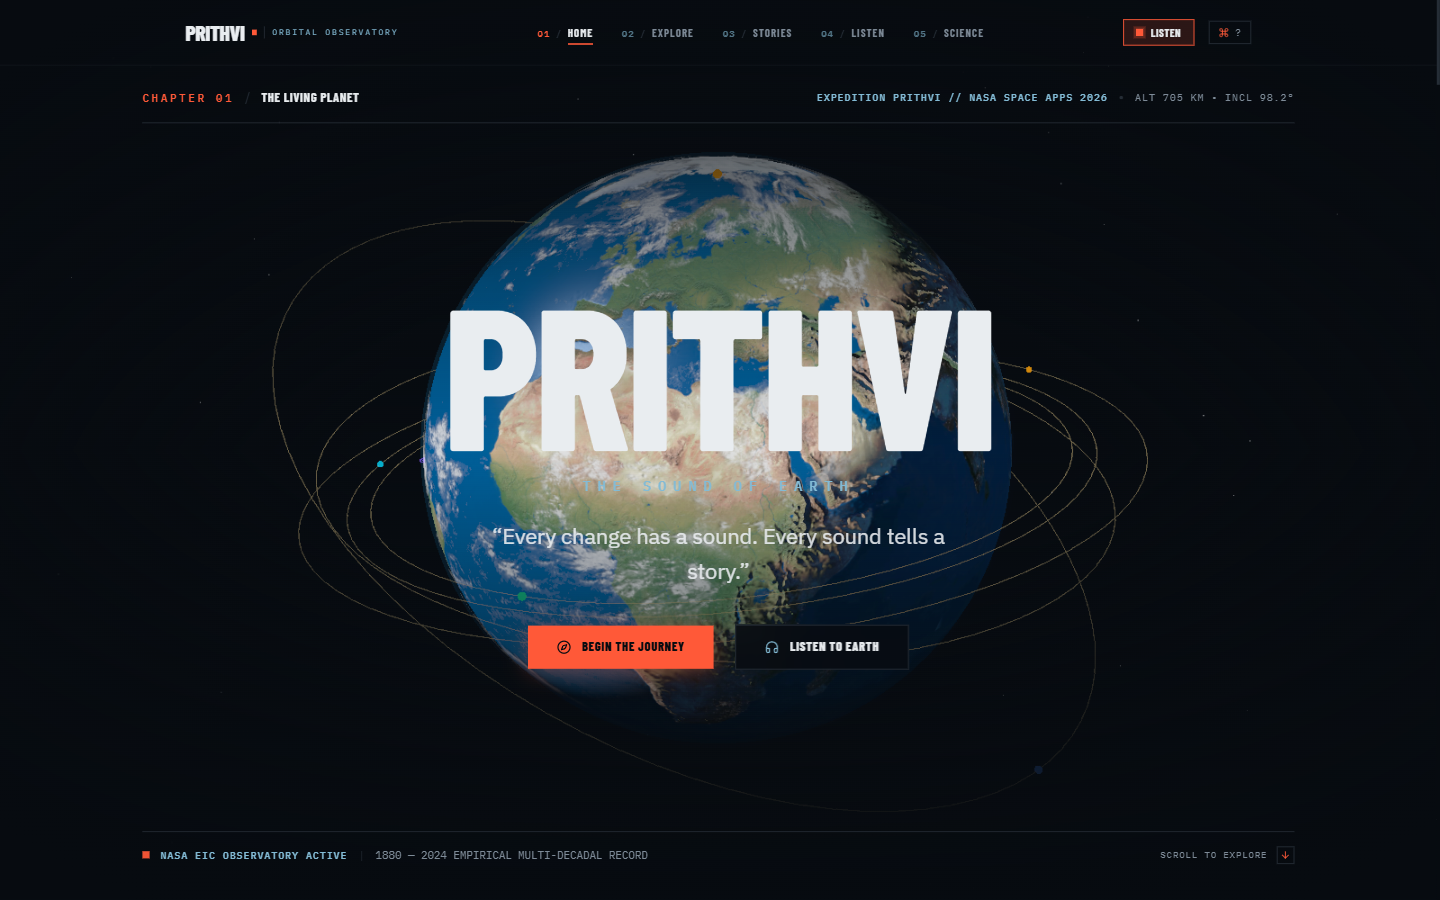 PRITHVI ORBITAL OBSERVATORY
01 / HOME 02 / EXPLORE 03 / STORIES 04 / LISTEN 05 / SCIENCE
LISTEN
⌘ ?
CHAPTER 01 / THE LIVING PLANET
EXPEDITION PRITHVI // NASA SPACE APPS 2026 • ALT 705 KM • INCL 98.2°
PRITHVI
THE SOUND OF EARTH
“Every change has a sound. Every sound tells a
story.”
BEGIN THE JOURNEY
LISTEN TO EARTH
NASA EIC OBSERVATORY ACTIVE | 1880 — 2024 EMPIRICAL MULTI-DECADAL RECORD
SCROLL TO EXPLORE ↓